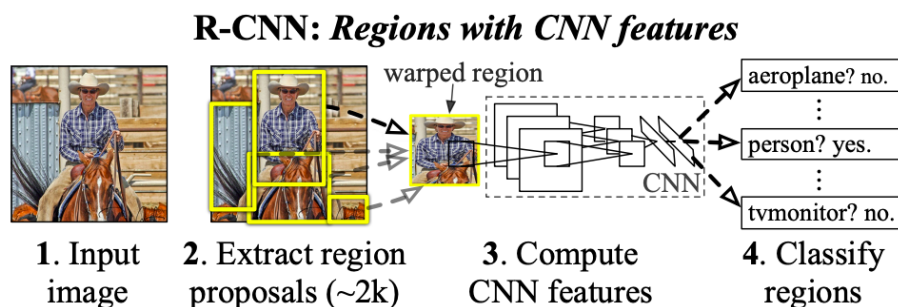 R-CNN: Regions with CNN features
warped region
aeroplane? no.
⋮
person? yes.
⋮
tvmonitor? no.
CNN
1. Input
image
2. Extract region
proposals (~2k)
3. Compute
CNN features
4. Classify
regions